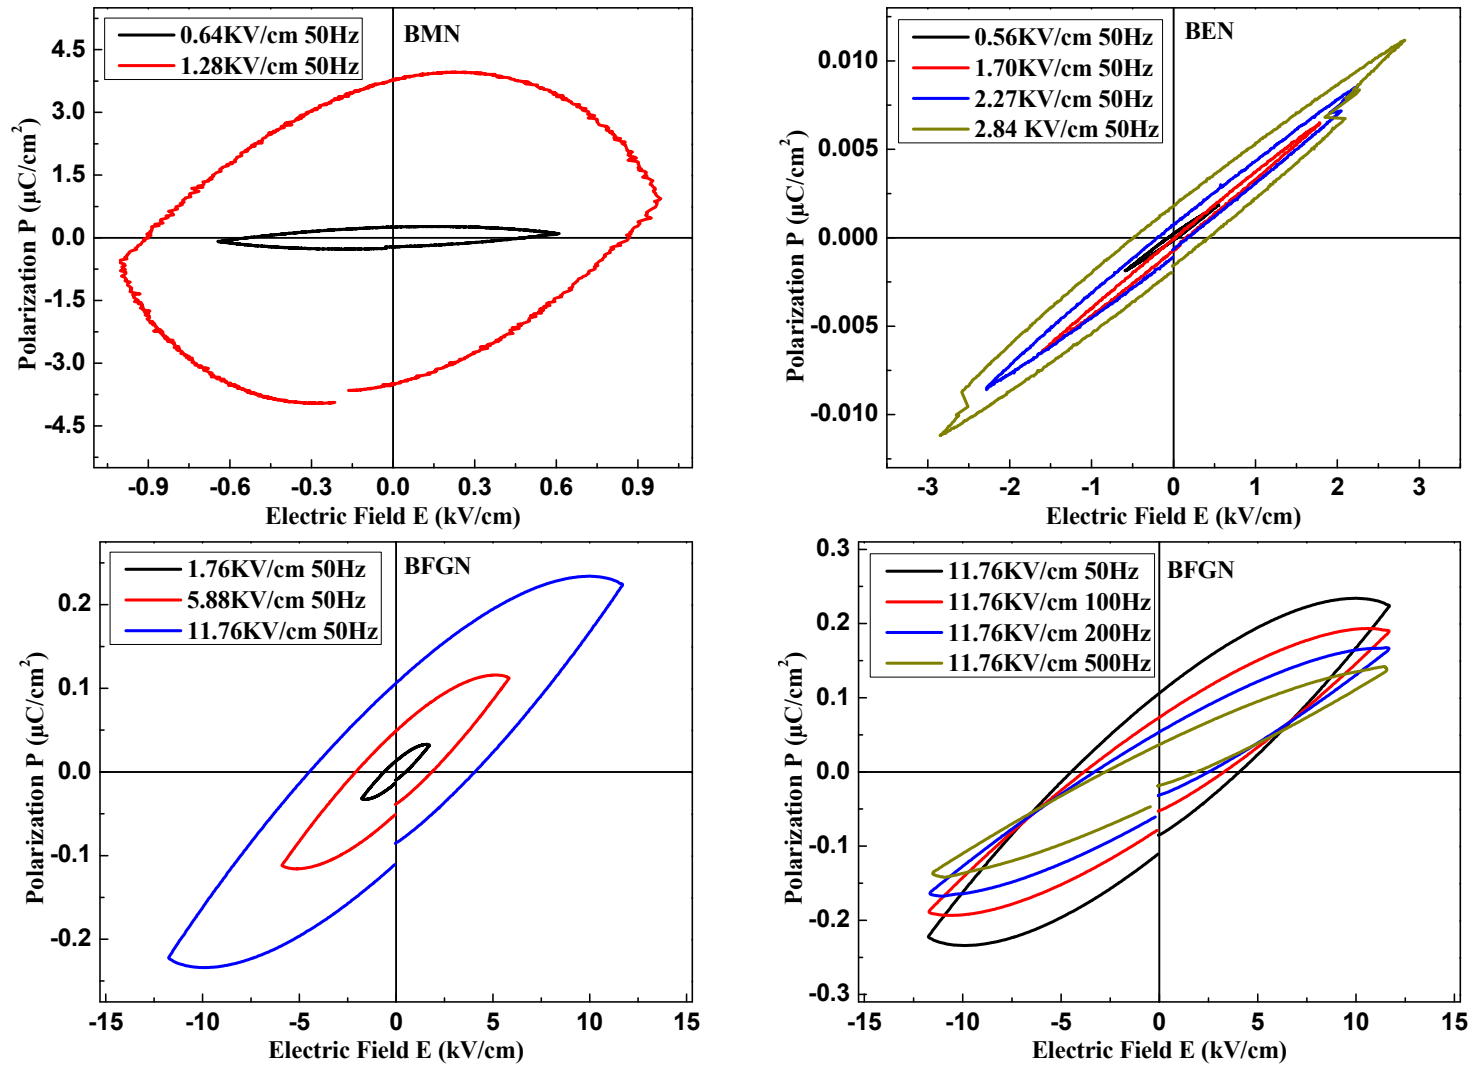 0.64KV/cm 50Hz
1.28KV/cm 50Hz
BMN
4.5
3.0
1.5
0.0
-1.5
-3.0
-4.5
Polarization P (μC/cm²)
-0.9 -0.6 -0.3 0.0 0.3 0.6 0.9
Electric Field E (kV/cm)
0.56KV/cm 50Hz
1.70KV/cm 50Hz
2.27KV/cm 50Hz
2.84 KV/cm 50Hz
BEN
0.010
0.005
0.000
-0.005
-0.010
Polarization P (μC/cm²)
-3 -2 -1 0 1 2 3
Electric Field E (kV/cm)
1.76KV/cm 50Hz
5.88KV/cm 50Hz
11.76KV/cm 50Hz
BFGN
0.2
0.1
0.0
-0.1
-0.2
Polarization P (μC/cm²)
-15 -10 -5 0 5 10 15
Electric Field E (kV/cm)
11.76KV/cm 50Hz
11.76KV/cm 100Hz
11.76KV/cm 200Hz
11.76KV/cm 500Hz
BFGN
0.3
0.2
0.1
0.0
-0.1
-0.2
-0.3
Polarization P (μC/cm²)
-15 -10 -5 0 5 10 15
Electric Field E (kV/cm)